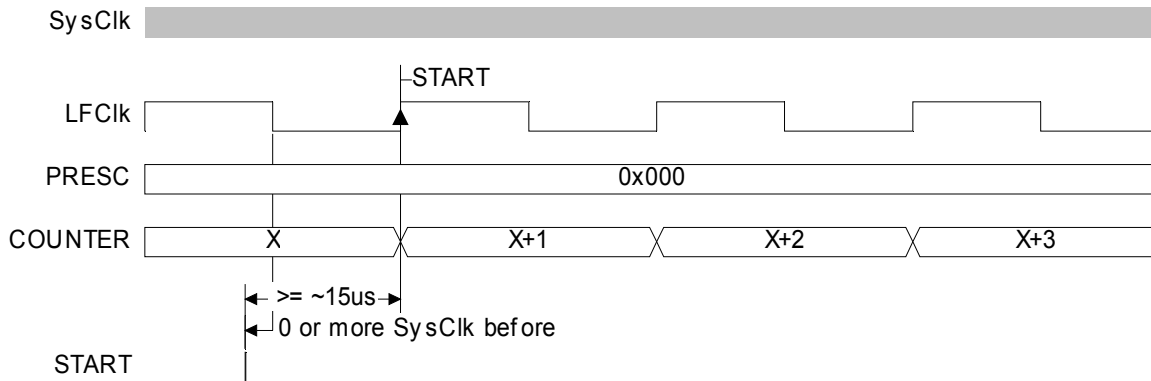 SysClk
START
LFClk
PRESC
0x000
COUNTER
X
X+1
X+2
X+3
>= ~15us
0 or more SysClk before
START